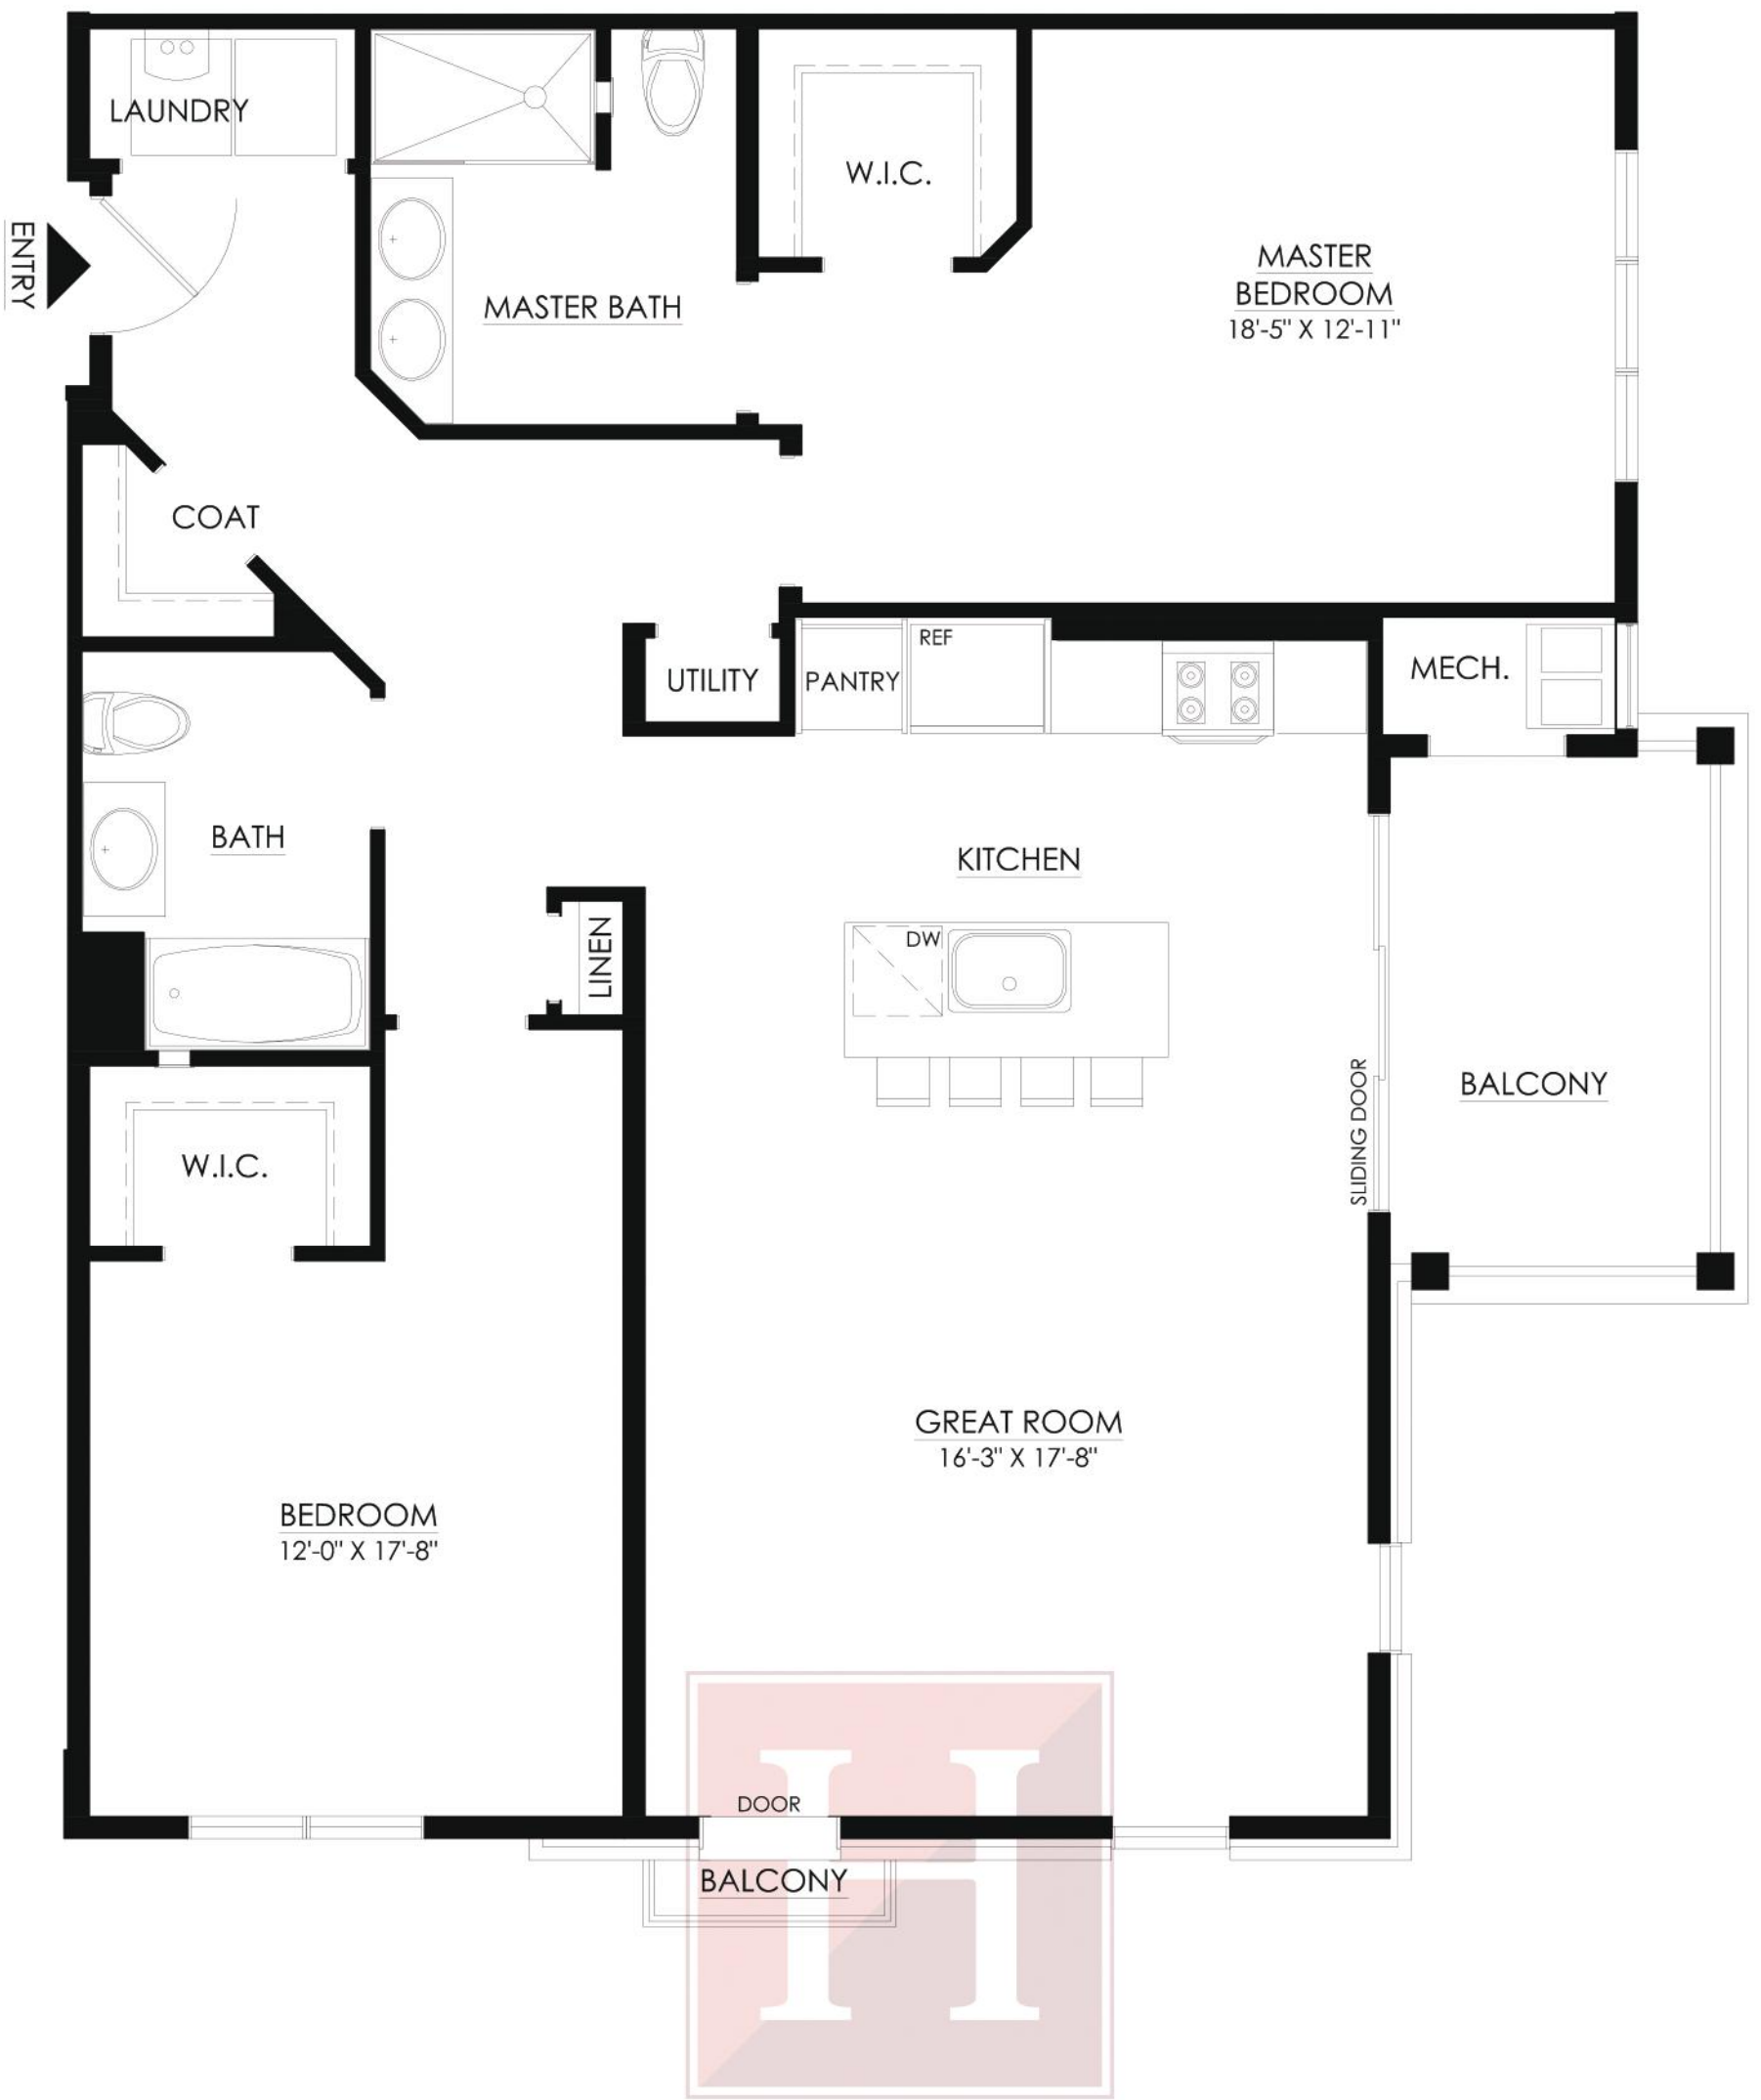 LAUNDRY
W.I.C.
ENTRY
MASTER BATH
MASTER
BEDROOM
18'-5" X 12'-11"
COAT
UTILITY
PANTRY
REF
MECH.
BATH
KITCHEN
LINEN
DW
SLIDING DOOR
BALCONY
W.I.C.
GREAT ROOM
16'-3" X 17'-8"
BEDROOM
12'-0" X 17'-8"
DOOR
BALCONY
H